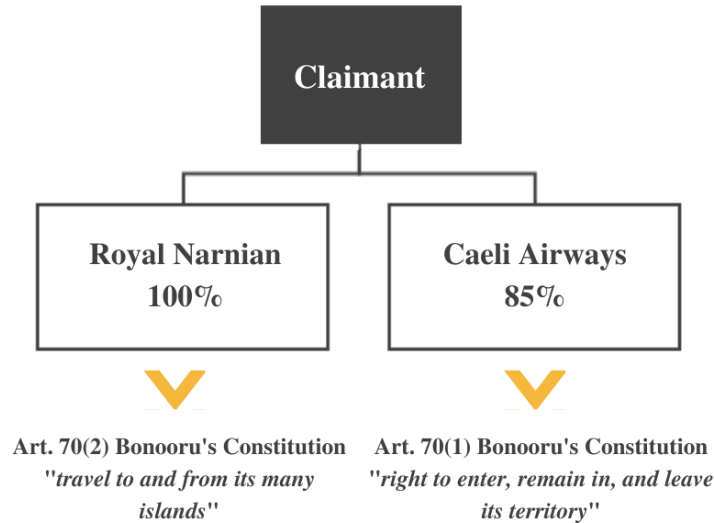 Claimant
Royal Narnian
100%
Caeli Airways
85%
Art. 70(2) Bonooru's Constitution
"travel to and from its many
islands"
Art. 70(1) Bonooru's Constitution
"right to enter, remain in, and leave
its territory"